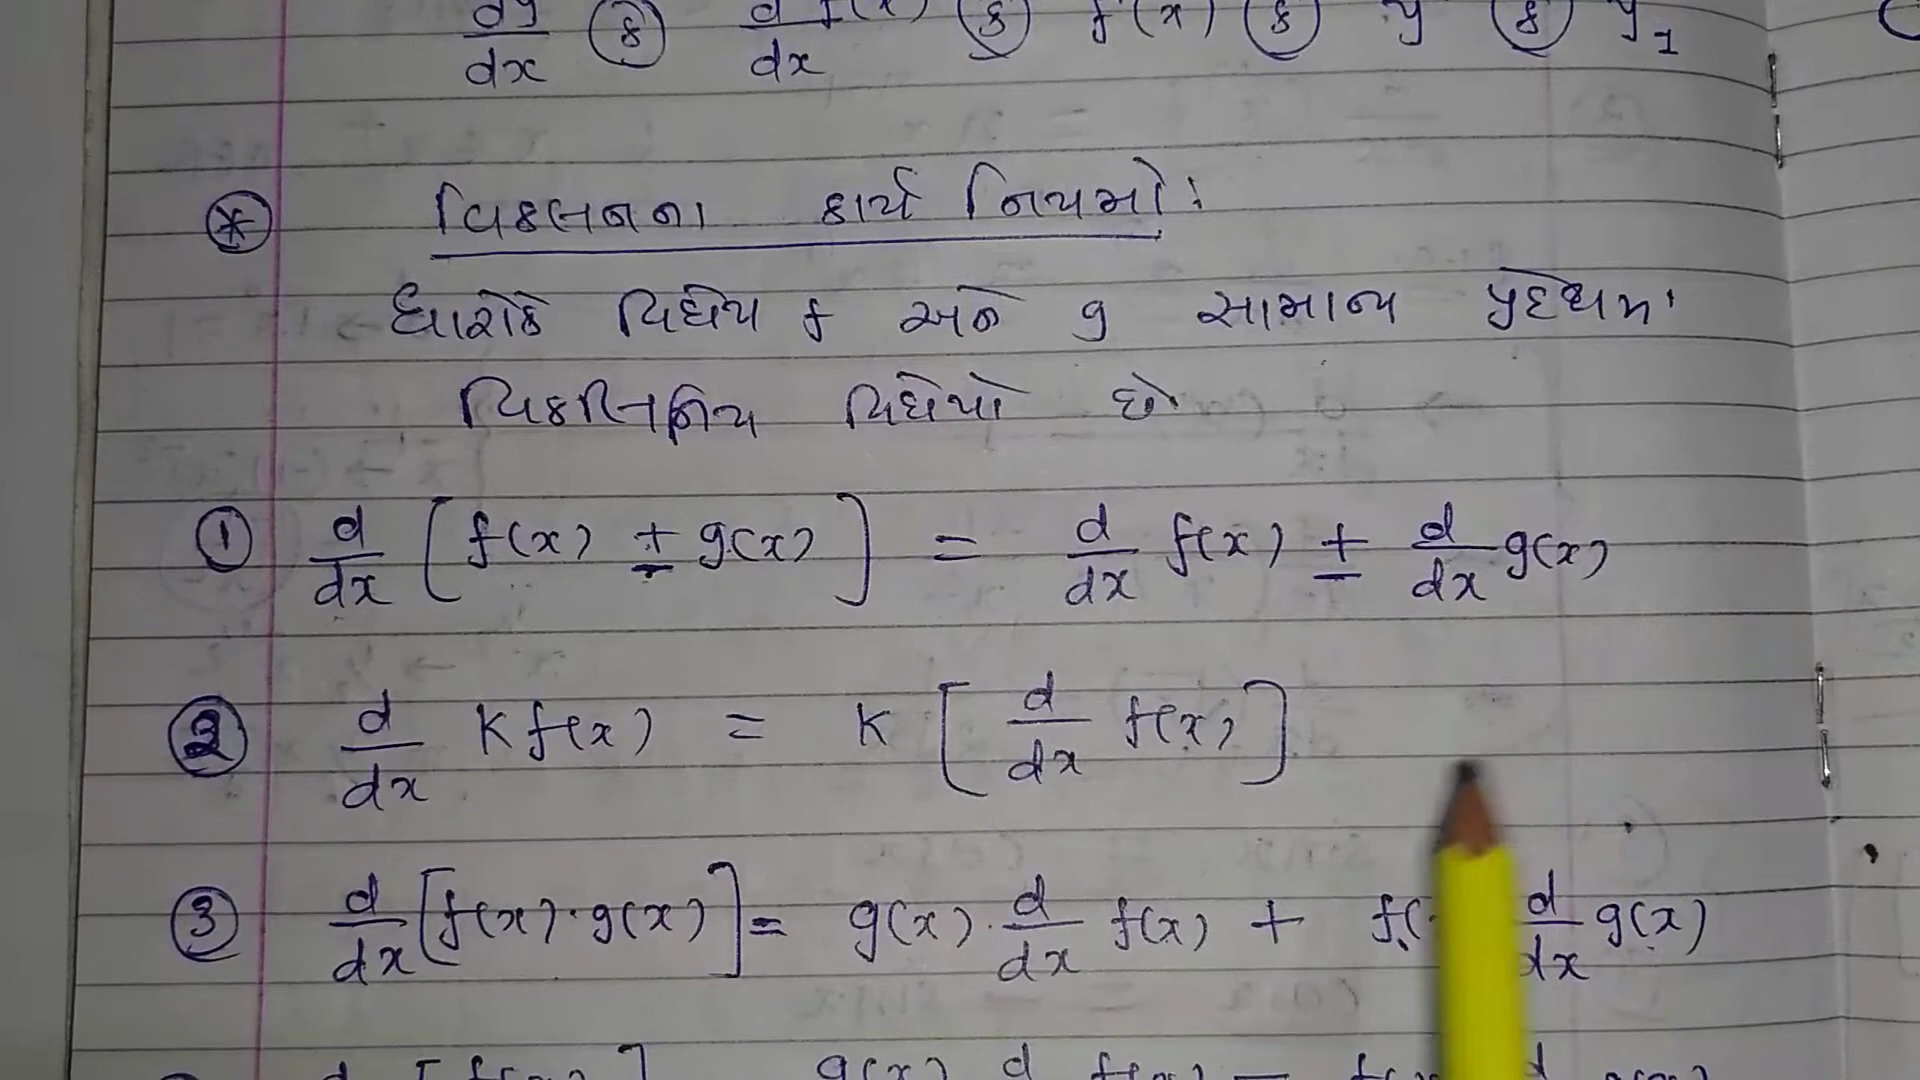 dy/dx કે d/dx f(x) કે f'(x) કે y' કે y₁
* વિકલનના કાર્ય નિયમો:
ધારોકે વિધેય f અને g સામાન્ય પ્રદેશમાં
વિકલનિય વિધેયો છે
① d/dx [f(x) ± g(x)] = d/dx f(x) ± d/dx g(x)
② d/dx K f(x) = K [d/dx f(x)]
③ d/dx [f(x) · g(x)] = g(x) · d/dx f(x) + f( d/dx g(x)